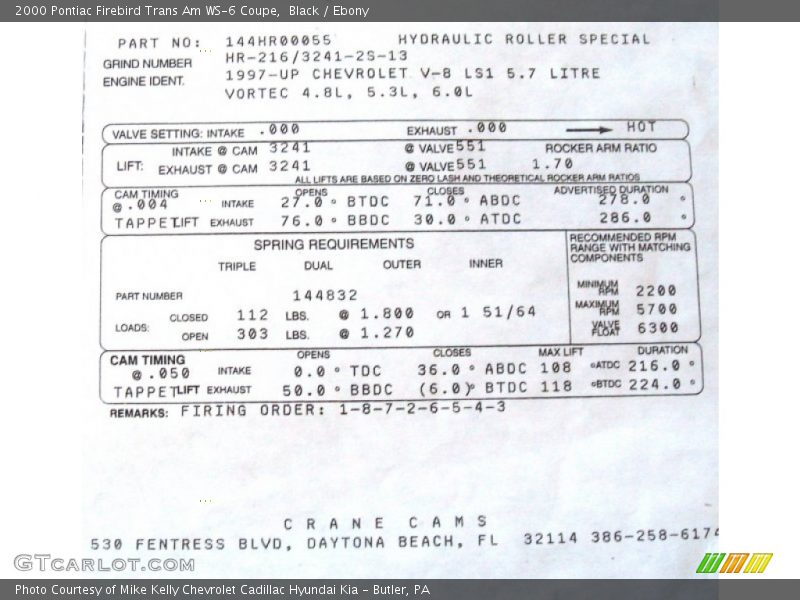 2000 Pontiac Firebird Trans Am WS-6 Coupe, Black / Ebony
PART NO: 144HR00055 HYDRAULIC ROLLER SPECIAL
GRIND NUMBER HR-216/3241-2S-13
ENGINE IDENT. 1997-UP CHEVROLET V-8 LS1 5.7 LITRE
VORTEC 4.8L, 5.3L, 6.0L
VALVE SETTING: INTAKE .000 EXHAUST .000 HOT
INTAKE @ CAM 3241 @ VALVE 551 ROCKER ARM RATIO
LIFT: EXHAUST @ CAM 3241 @ VALVE 551 1.70
ALL LIFTS ARE BASED ON ZERO LASH AND THEORETICAL ROCKER ARM RATIOS
CAM TIMING OPENS CLOSES ADVERTISED DURATION
@ .004 INTAKE 27.0 ° BTDC 71.0 ° ABDC 278.0 °
TAPPET LIFT EXHAUST 76.0 ° BBDC 30.0 ° ATDC 286.0 °
SPRING REQUIREMENTS
TRIPLE DUAL OUTER INNER
PART NUMBER 144832
LOADS: CLOSED 112 LBS. @ 1.800 OR 1 51/64
OPEN 303 LBS. @ 1.270
RECOMMENDED RPM
RANGE WITH MATCHING
COMPONENTS
MINIMUM RPM 2200
MAXIMUM RPM 5700
VALVE FLOAT 6300
CAM TIMING OPENS CLOSES MAX LIFT DURATION
@ .050 INTAKE 0.0 ° TDC 36.0 ° ABDC 108 °ATDC 216.0 °
TAPPET LIFT EXHAUST 50.0 ° BBDC (6.0)° BTDC 118 °BTDC 224.0 °
REMARKS: FIRING ORDER: 1-8-7-2-6-5-4-3
CRANE CAMS
530 FENTRESS BLVD, DAYTONA BEACH, FL 32114 386-258-6174
GTCARLOT.COM
Photo Courtesy of Mike Kelly Chevrolet Cadillac Hyundai Kia - Butler, PA